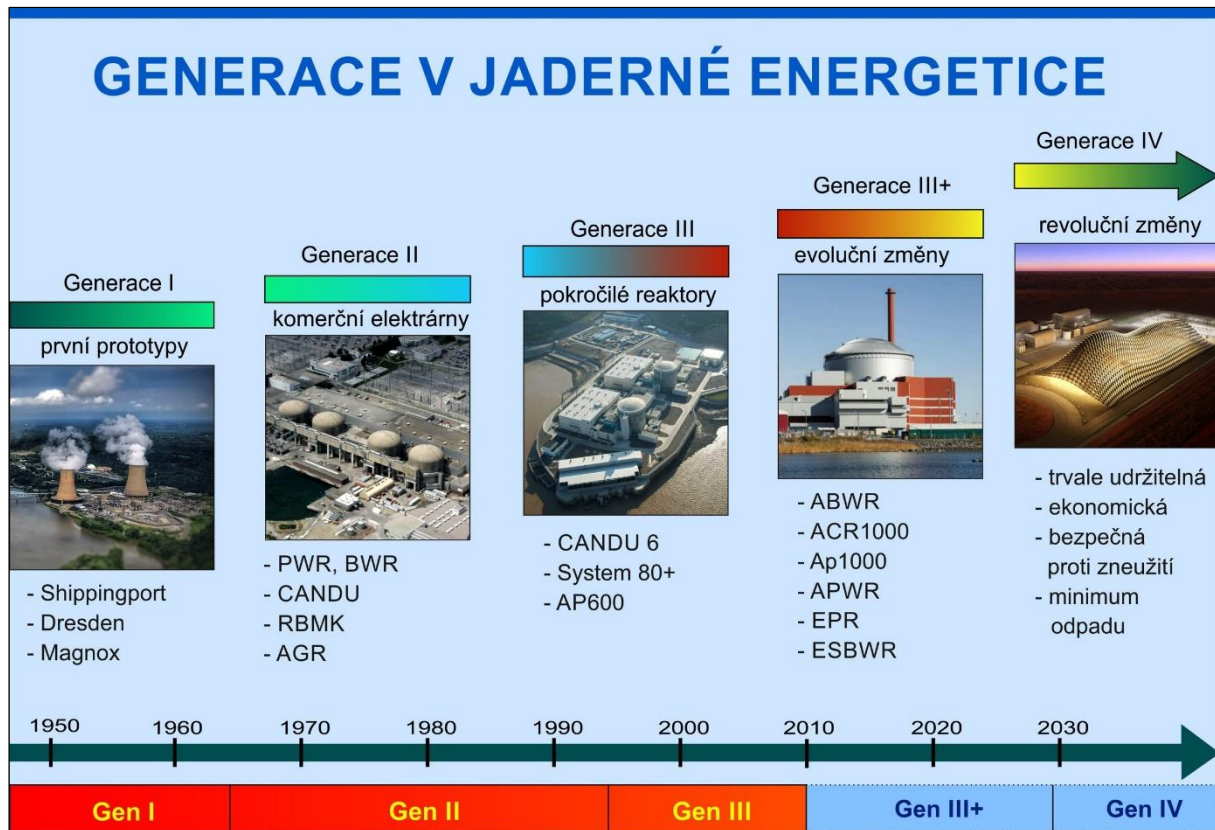 GENERACE V JADERNÉ ENERGETICE
Generace I
první prototypy
- Shippingport
- Dresden
- Magnox
Generace II
komerční elektrárny
- PWR, BWR
- CANDU
- RBMK
- AGR
Generace III
pokročilé reaktory
- CANDU 6
- System 80+
- AP600
Generace III+
evoluční změny
- ABWR
- ACR1000
- Ap1000
- APWR
- EPR
- ESBWR
Generace IV
revoluční změny
- trvale udržitelná
- ekonomická
- bezpečná
proti zneužití
- minimum
odpadu
1950 1960 1970 1980 1990 2000 2010 2020 2030
Gen I Gen II Gen III Gen III+ Gen IV